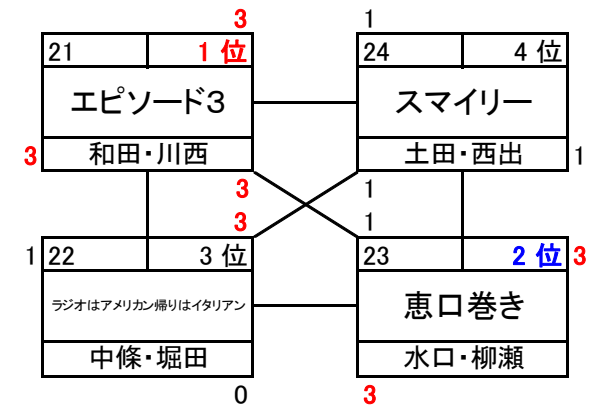 3 1
21 1 位 24 4 位
エピソード3 スマイリー
3 和田・川西 土田・西出 1
3 1
3 1
1 22 3 位 23 2 位 3
ラジオはアメリカン帰りはイタリアン 恵口巻き
中條・堀田 水口・柳瀬
0 3